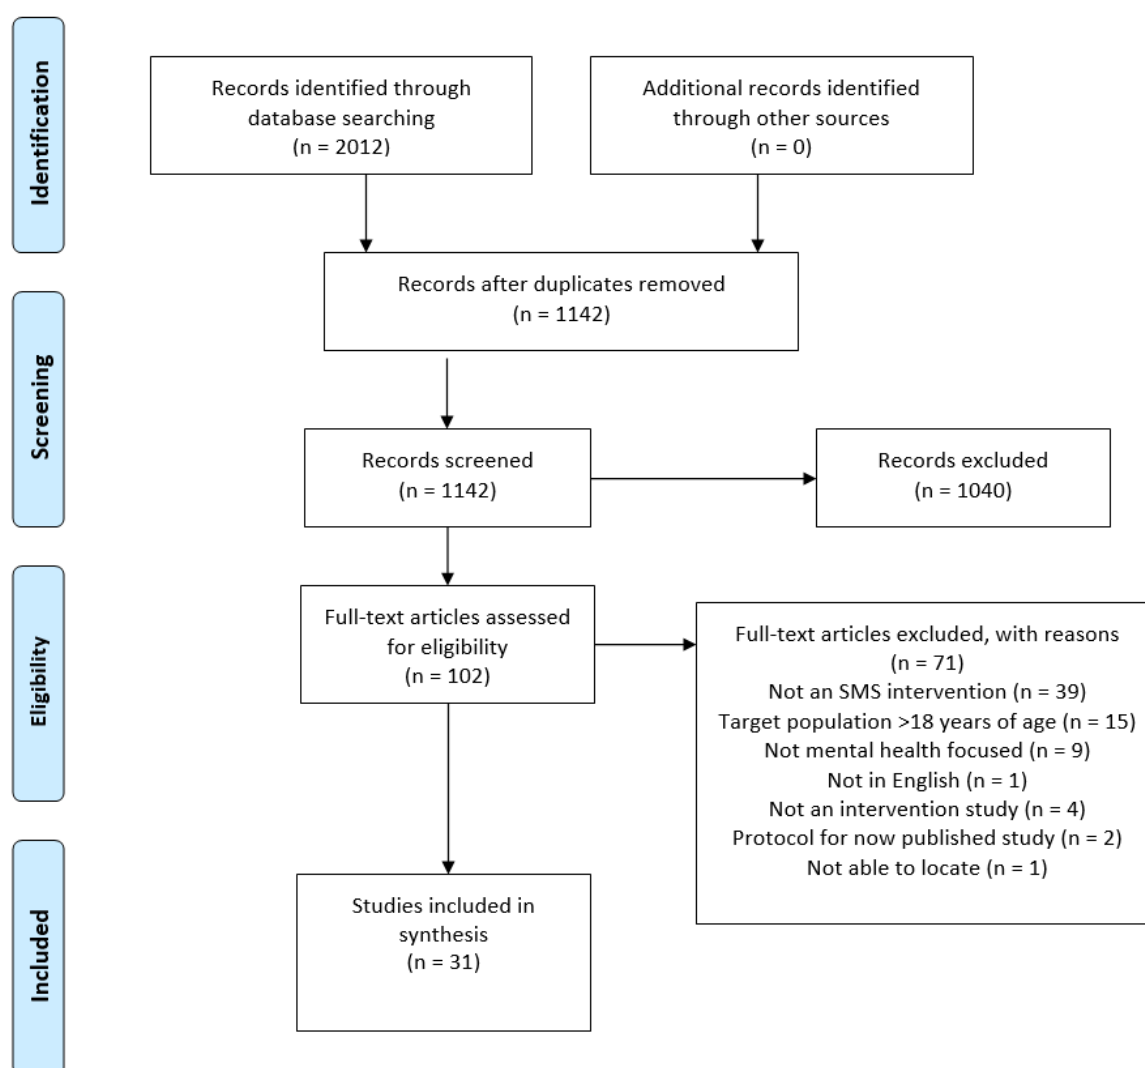 Identification
Records identified through
database searching
(n = 2012)
Additional records identified
through other sources
(n = 0)
Records after duplicates removed
(n = 1142)
Screening
Records screened
(n = 1142)
Records excluded
(n = 1040)
Eligibility
Full-text articles assessed
for eligibility
(n = 102)
Full-text articles excluded, with reasons
(n = 71)
Not an SMS intervention (n = 39)
Target population >18 years of age (n = 15)
Not mental health focused (n = 9)
Not in English (n = 1)
Not an intervention study (n = 4)
Protocol for now published study (n = 2)
Not able to locate (n = 1)
Included
Studies included in
synthesis
(n = 31)